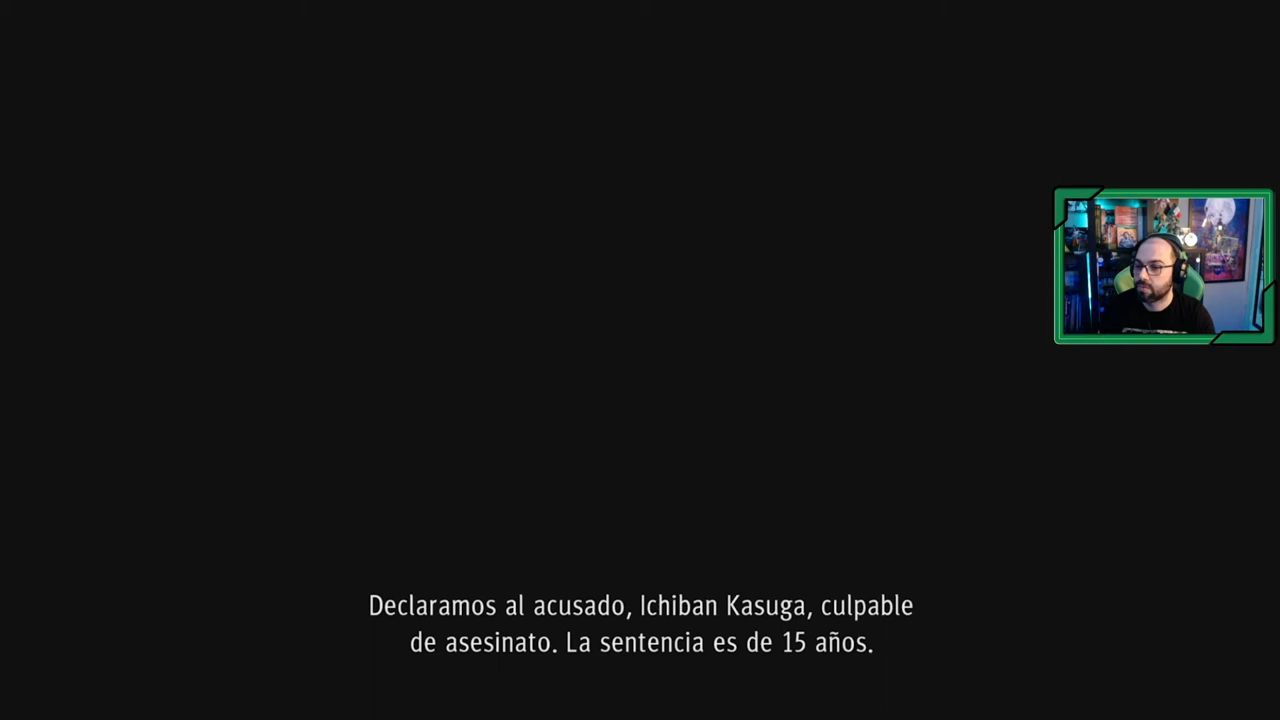 Declaramos al acusado, Ichiban Kasuga, culpable
de asesinato. La sentencia es de 15 años.